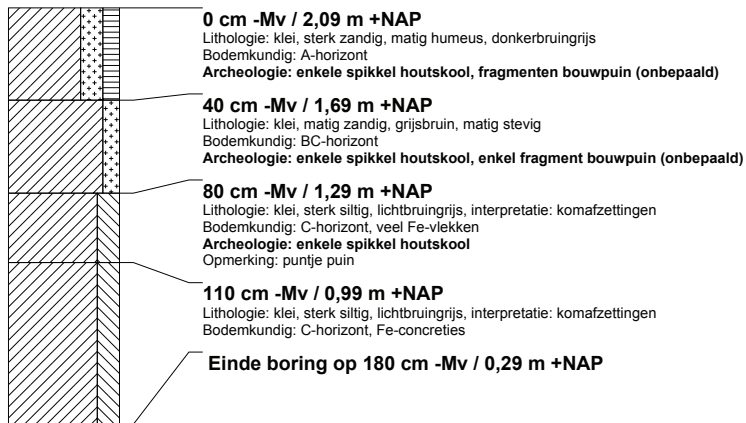 0 cm -Mv / 2,09 m +NAP
Lithologie: klei, sterk zandig, matig humeus, donkerbruingrijs
Bodemkundig: A-horizont
Archeologie: enkele spikkel houtskool, fragmenten bouwpuin (onbepaald)
40 cm -Mv / 1,69 m +NAP
Lithologie: klei, matig zandig, grijsbruin, matig stevig
Bodemkundig: BC-horizont
Archeologie: enkele spikkel houtskool, enkel fragment bouwpuin (onbepaald)
80 cm -Mv / 1,29 m +NAP
Lithologie: klei, sterk siltig, lichtbruingrijs, interpretatie: komafzettingen
Bodemkundig: C-horizont, veel Fe-vlekken
Archeologie: enkele spikkel houtskool
Opmerking: puntje puin
110 cm -Mv / 0,99 m +NAP
Lithologie: klei, sterk siltig, lichtbruingrijs, interpretatie: komafzettingen
Bodemkundig: C-horizont, Fe-concreties
Einde boring op 180 cm -Mv / 0,29 m +NAP